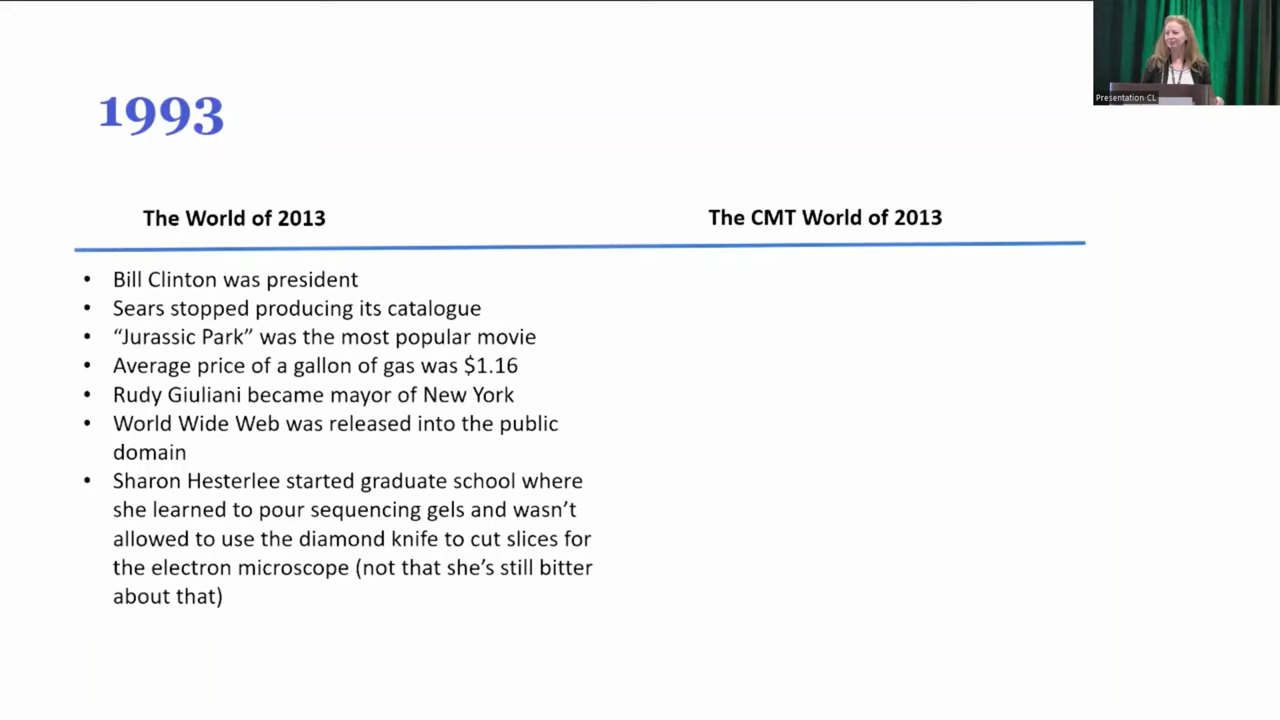 Presentation CL
1993
The World of 2013
The CMT World of 2013
• Bill Clinton was president
• Sears stopped producing its catalogue
• “Jurassic Park” was the most popular movie
• Average price of a gallon of gas was $1.16
• Rudy Giuliani became mayor of New York
• World Wide Web was released into the public
domain
• Sharon Hesterlee started graduate school where
she learned to pour sequencing gels and wasn’t
allowed to use the diamond knife to cut slices for
the electron microscope (not that she’s still bitter
about that)